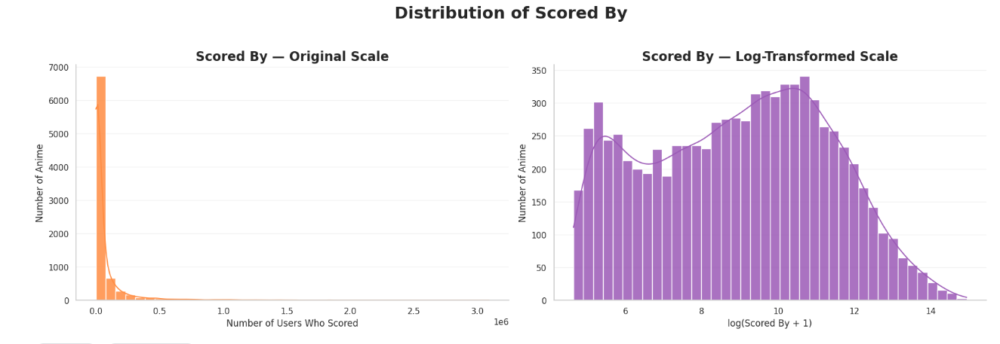 Distribution of Scored By
Scored By — Original Scale
7000
6000
5000
4000
3000
2000
1000
0
Number of Anime
0.0 0.5 1.0 1.5 2.0 2.5 3.0
1e6
Number of Users Who Scored
Scored By — Log-Transformed Scale
350
300
250
200
150
100
50
0
Number of Anime
6 8 10 12 14
log(Scored By + 1)